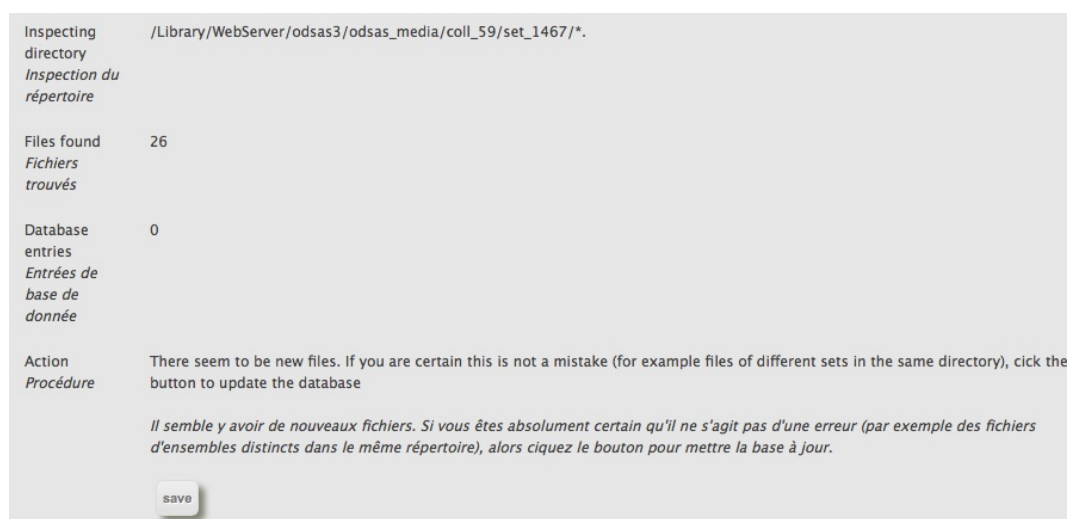 Inspecting
directory
Inspection du
répertoire
/Library/WebServer/odsas3/odsas_media/coll_59/set_1467/*.
Files found
Fichiers
trouvés
26
Database
entries
Entrées de
base de
donnée
0
Action
Procédure
There seem to be new files. If you are certain this is not a mistake (for example files of different sets in the same directory), cick the
button to update the database
Il semble y avoir de nouveaux fichiers. Si vous êtes absolument certain qu'il ne s'agit pas d'une erreur (par exemple des fichiers
d'ensembles distincts dans le même répertoire), alors ciquez le bouton pour mettre la base à jour.
save